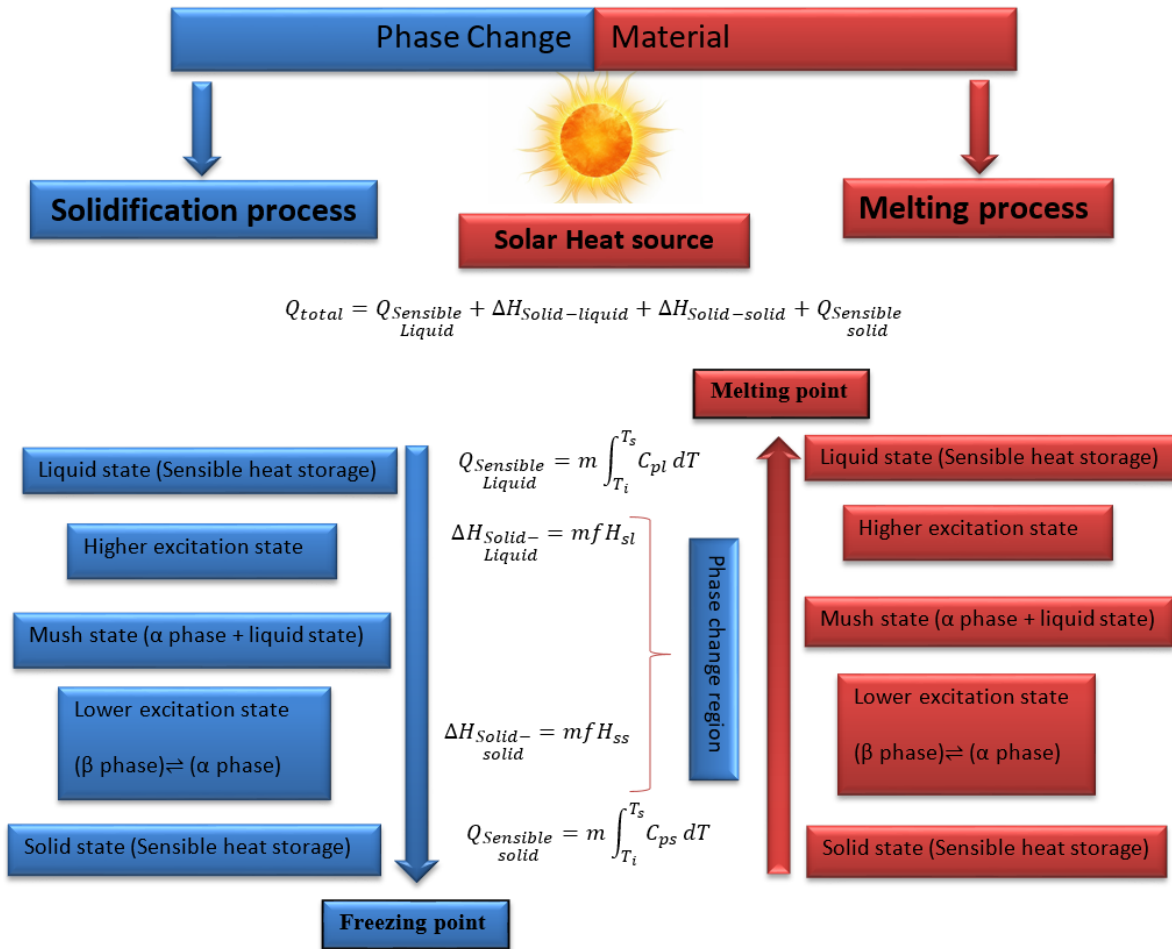 Phase Change Material
Solidification process
Solar Heat source
Melting process
Q_total = Q_Sensible Liquid + ΔH_Solid−liquid + ΔH_Solid−solid + Q_Sensible solid
Melting point
Liquid state (Sensible heat storage)
Higher excitation state
Mush state (α phase + liquid state)
Lower excitation state
(β phase)⇌ (α phase)
Solid state (Sensible heat storage)
Freezing point
Q_Sensible Liquid = m ∫_{T_i}^{T_s} C_pl dT
ΔH_Solid− Liquid = mfH_sl
ΔH_Solid− solid = mfH_ss
Q_Sensible solid = m ∫_{T_i}^{T_s} C_ps dT
Phase change region
Liquid state (Sensible heat storage)
Higher excitation state
Mush state (α phase + liquid state)
Lower excitation state
(β phase)⇌ (α phase)
Solid state (Sensible heat storage)